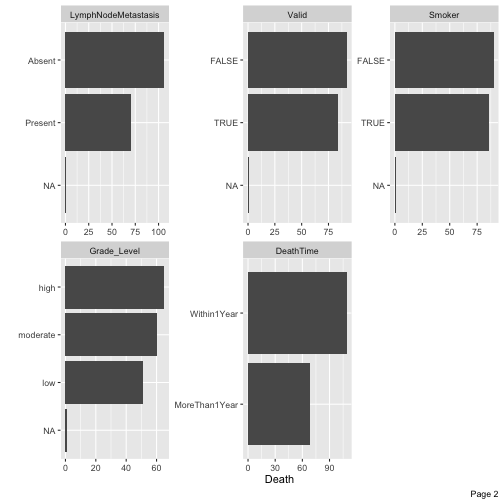 LymphNodeMetastasis
Absent
Present
NA
0 25 50 75 100
Valid
FALSE
TRUE
NA
0 25 50 75
Smoker
FALSE
TRUE
NA
0 25 50 75
Grade_Level
high
moderate
low
NA
0 20 40 60
DeathTime
Within1Year
MoreThan1Year
0 30 60 90
Death
Page 2